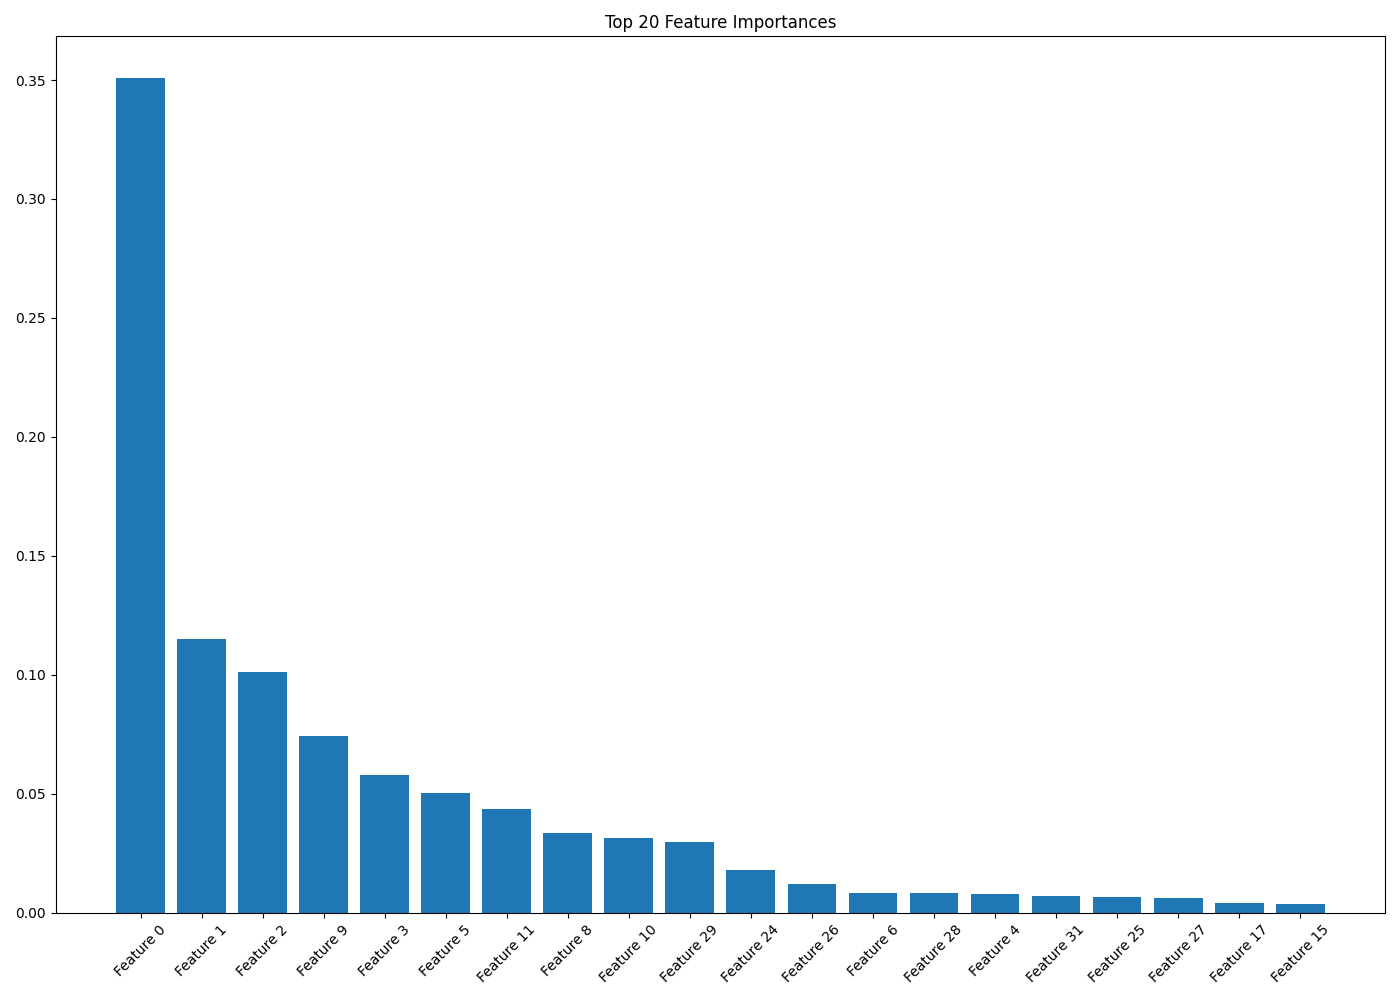 Top 20 Feature Importances
0.35
0.30
0.25
0.20
0.15
0.10
0.05
0.00
Feature 0
Feature 1
Feature 2
Feature 9
Feature 3
Feature 5
Feature 11
Feature 8
Feature 10
Feature 29
Feature 24
Feature 26
Feature 6
Feature 28
Feature 4
Feature 31
Feature 25
Feature 27
Feature 17
Feature 15